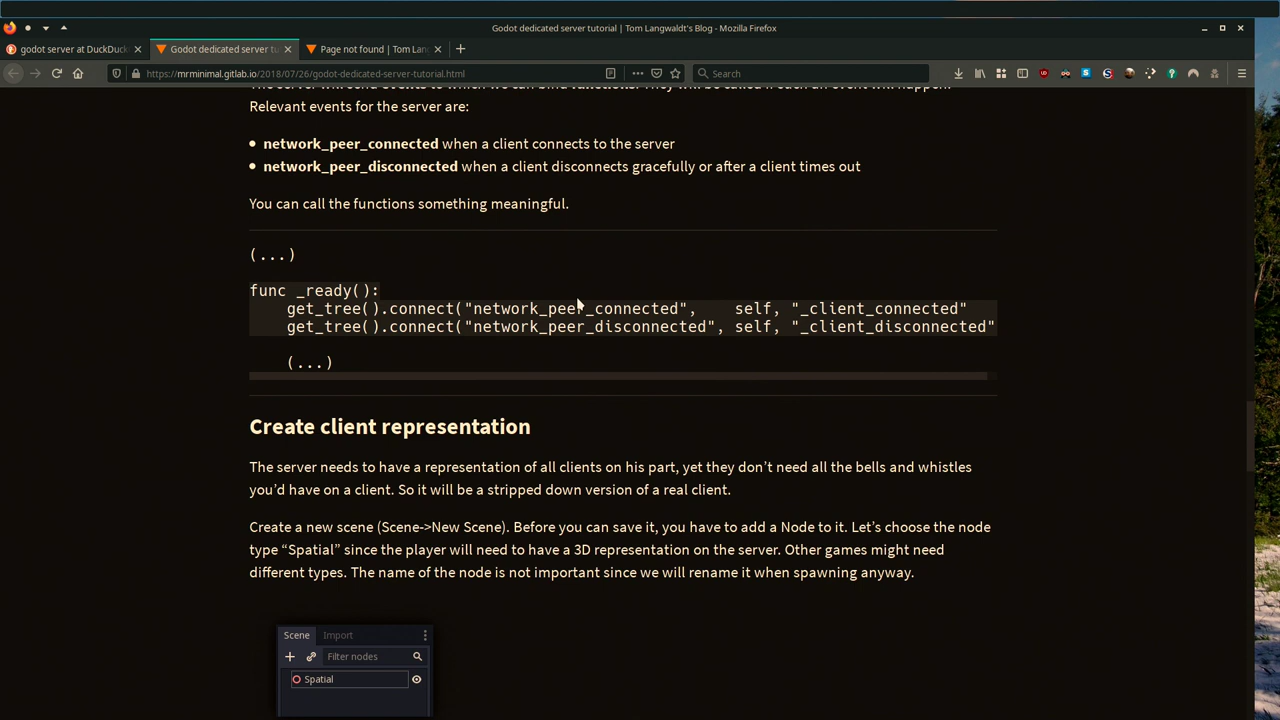 Godot dedicated server tutorial | Tom Langwaldt's Blog - Mozilla Firefox
godot server at DuckDuc
Godot dedicated server tu
Page not found | Tom Lan
https://mrminimal.gitlab.io/2018/07/26/godot-dedicated-server-tutorial.html
Search
Relevant events for the server are:
network_peer_connected when a client connects to the server
network_peer_disconnected when a client disconnects gracefully or after a client times out
You can call the functions something meaningful.
(...)
func _ready():
get_tree().connect("network_peer_connected", self, "_client_connected"
get_tree().connect("network_peer_disconnected", self, "_client_disconnected"
(...)
Create client representation
The server needs to have a representation of all clients on his part, yet they don’t need all the bells and whistles
you’d have on a client. So it will be a stripped down version of a real client.
Create a new scene (Scene->New Scene). Before you can save it, you have to add a Node to it. Let’s choose the node
type “Spatial” since the player will need to have a 3D representation on the server. Other games might need
different types. The name of the node is not important since we will rename it when spawning anyway.
Scene
Import
Filter nodes
Spatial